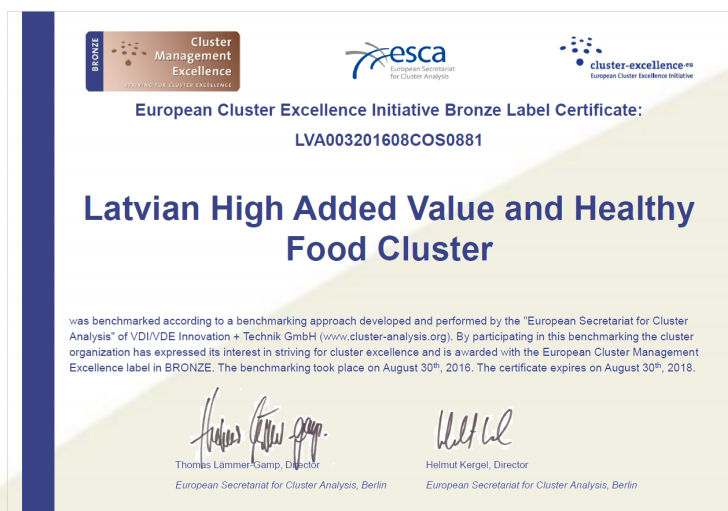 BRONZE
Cluster
Management
Excellence
STRIVING FOR CLUSTER EXCELLENCE
esca
European Secretariat
for Cluster Analysis
cluster-excellence.eu
European Cluster Excellence Initiative
European Cluster Excellence Initiative Bronze Label Certificate:
LVA003201608COS0881
Latvian High Added Value and Healthy
Food Cluster
was benchmarked according to a benchmarking approach developed and performed by the "European Secretariat for Cluster
Analysis" of VDI/VDE Innovation + Technik GmbH (www.cluster-analysis.org). By participating in this benchmarking the cluster
organization has expressed its interest in striving for cluster excellence and is awarded with the European Cluster Management
Excellence label in BRONZE. The benchmarking took place on August 30th, 2016. The certificate expires on August 30th, 2018.
Thomas Lämmer-Gamp, Director
European Secretariat for Cluster Analysis, Berlin
Helmut Kergel, Director
European Secretariat for Cluster Analysis, Berlin